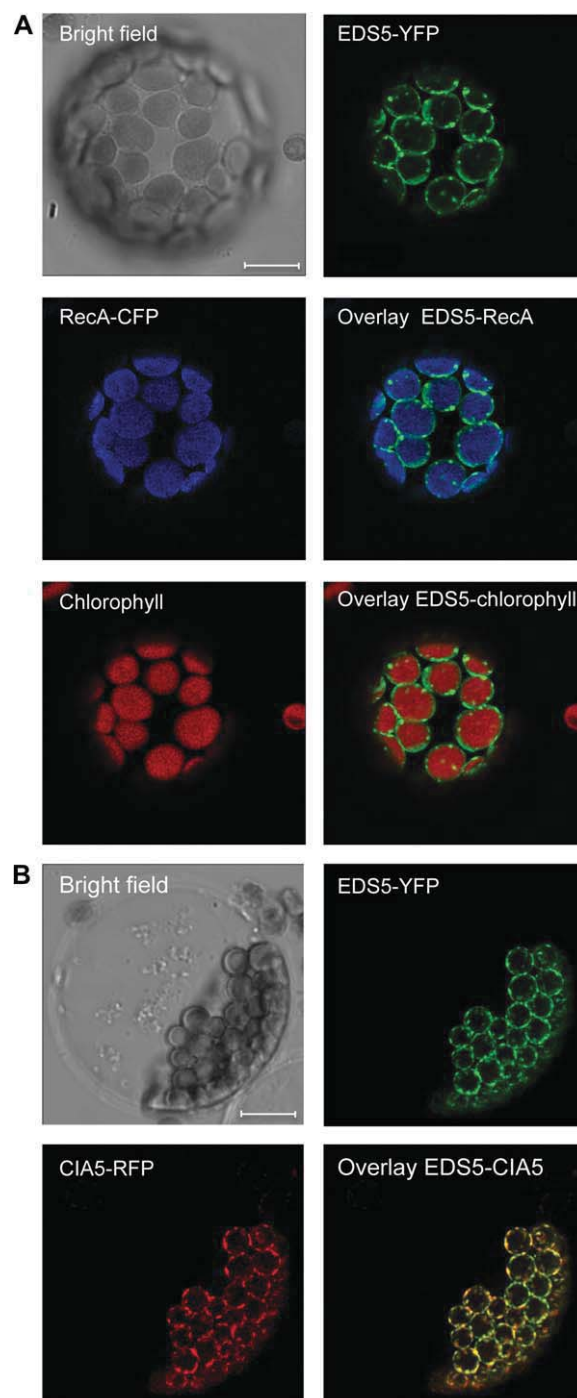 A
Bright field
EDS5-YFP
RecA-CFP
Overlay EDS5-RecA
Chlorophyll
Overlay EDS5-chlorophyll
B
Bright field
EDS5-YFP
CIA5-RFP
Overlay EDS5-CIA5